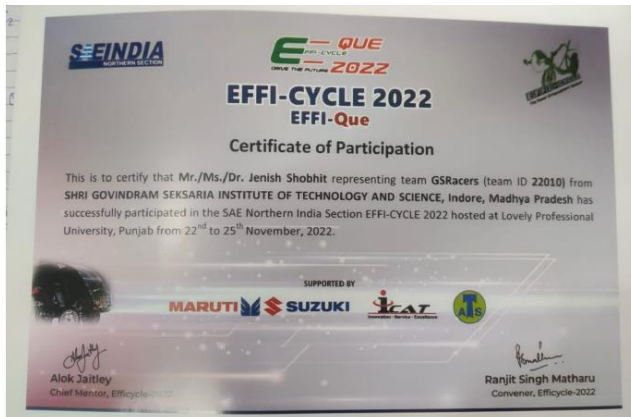 SAEINDIA
NORTHERN SECTION
E — QUE
EFFI-CYCLE
DRIVE THE FUTURE 2022
EFFI-CYCLE 2022
EFFI-Que
Certificate of Participation
This is to certify that Mr./Ms./Dr. Jenish Shobhit representing team GSRacers (team ID 22010) from
SHRI GOVINDRAM SEKSARIA INSTITUTE OF TECHNOLOGY AND SCIENCE, Indore, Madhya Pradesh has
successfully participated in the SAE Northern India Section EFFI-CYCLE 2022 hosted at Lovely Professional
University, Punjab from 22nd to 25th November, 2022.
SUPPORTED BY
MARUTI SUZUKI
iCAT
Innovation - Service - Excellence
ATS
Alok Jaitley
Chief Mentor, Efficycle-2022
Ranjit Singh Matharu
Convener, Efficycle-2022